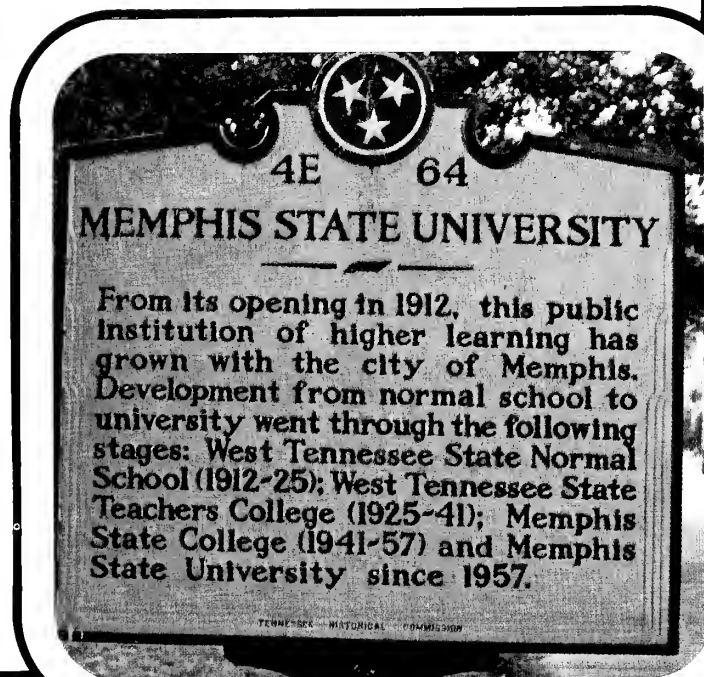 4E 64
MEMPHIS STATE UNIVERSITY
From its opening in 1912, this public
institution of higher learning has
grown with the city of Memphis.
Development from normal school to
university went through the following
stages: West Tennessee State Normal
School (1912-25); West Tennessee State
Teachers College (1925-41); Memphis
State College (1941-57) and Memphis
State University since 1957.
TENNESSEE HISTORICAL COMMISSION